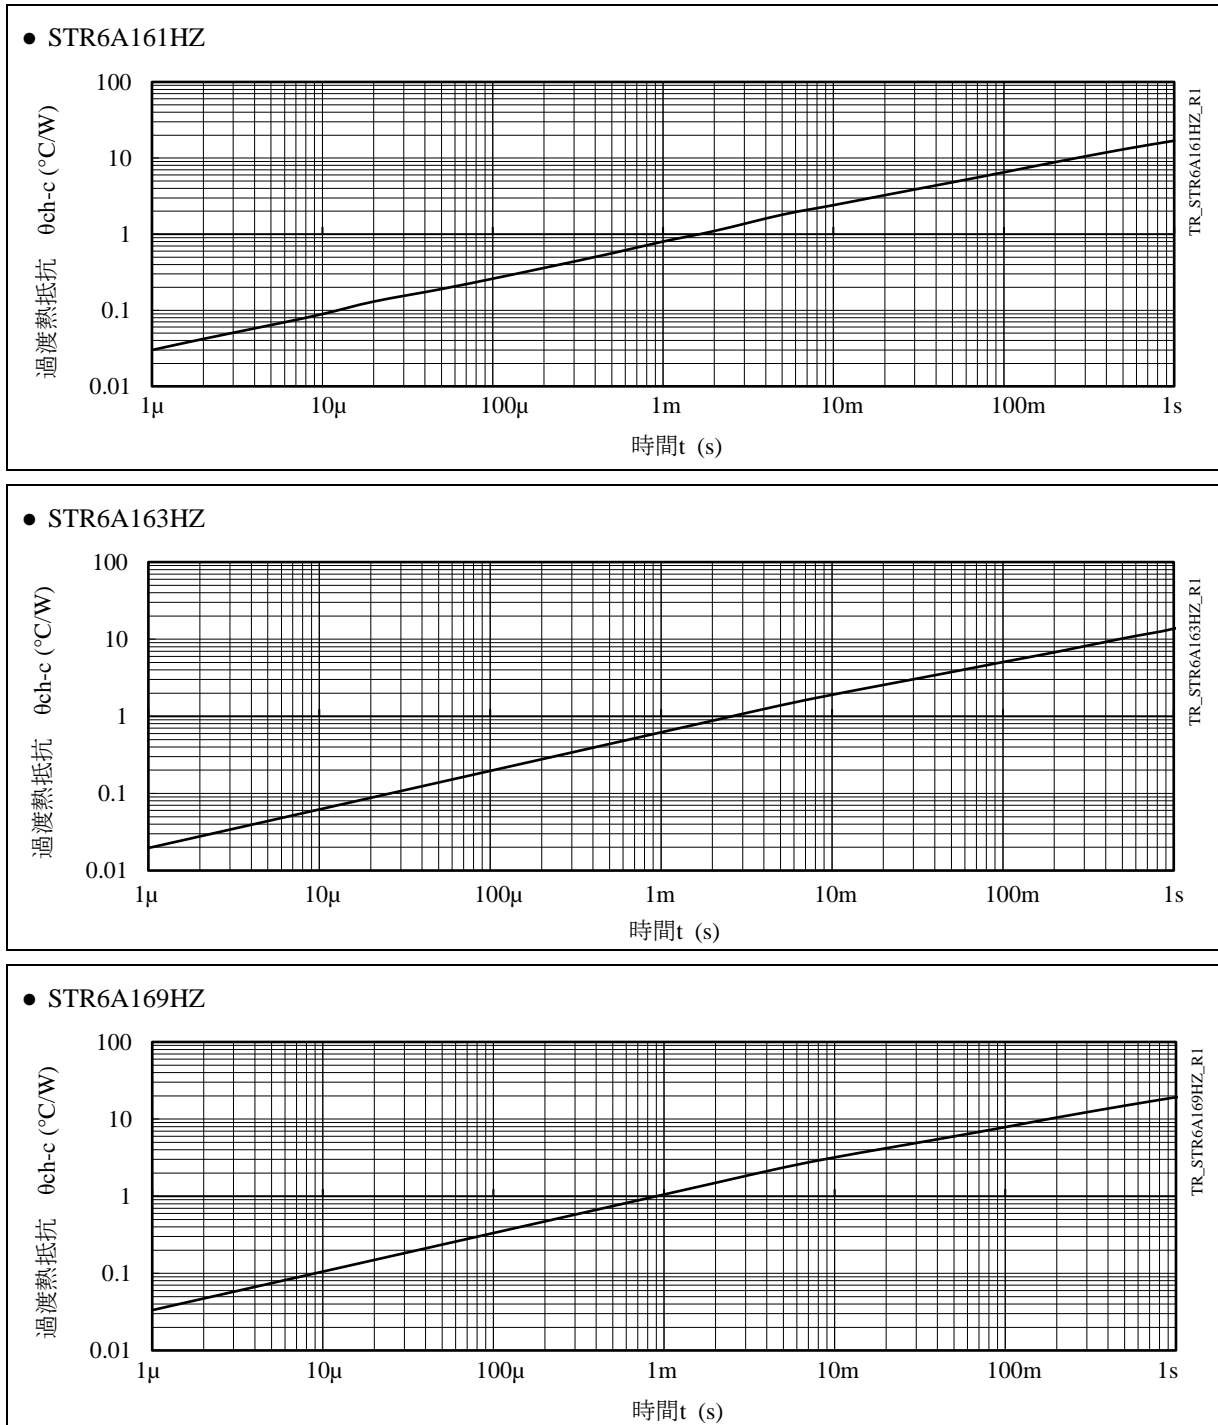 ● STR6A161HZ
100
10
1
0.1
0.01
過渡熱抵抗 θch-c (°C/W)
1µ 10µ 100µ 1m 10m 100m 1s
時間t (s)
TR_STR6A161HZ_R1
● STR6A163HZ
100
10
1
0.1
0.01
過渡熱抵抗 θch-c (°C/W)
1µ 10µ 100µ 1m 10m 100m 1s
時間t (s)
TR_STR6A163HZ_R1
● STR6A169HZ
100
10
1
0.1
0.01
過渡熱抵抗 θch-c (°C/W)
1µ 10µ 100µ 1m 10m 100m 1s
時間t (s)
TR_STR6A169HZ_R1